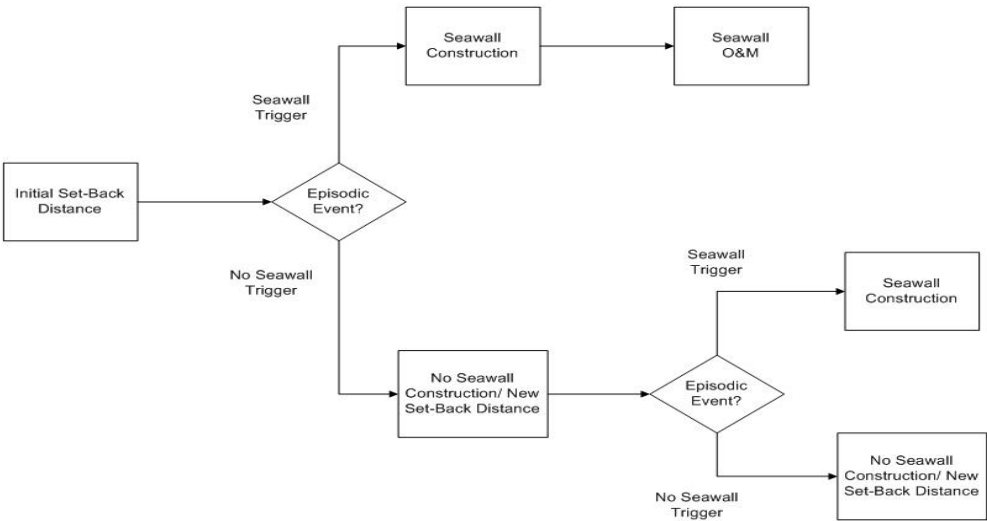 Seawall
Construction
Seawall
O&M
Seawall
Trigger
Initial Set-Back
Distance
Episodic
Event?
No Seawall
Trigger
Seawall
Trigger
Seawall
Construction
No Seawall
Construction/ New
Set-Back Distance
Episodic
Event?
No Seawall
Construction/ New
Set-Back Distance
No Seawall
Trigger